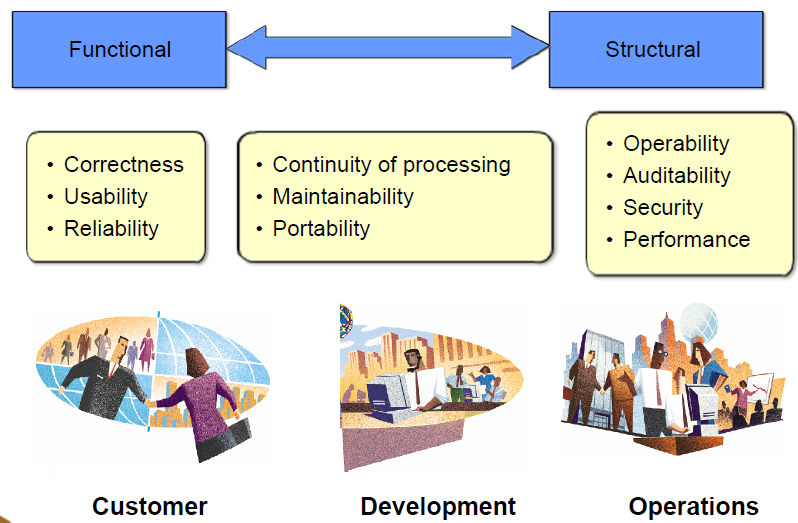 Functional
Structural
• Correctness
• Usability
• Reliability
• Continuity of processing
• Maintainability
• Portability
• Operability
• Auditability
• Security
• Performance
Customer
Development
Operations